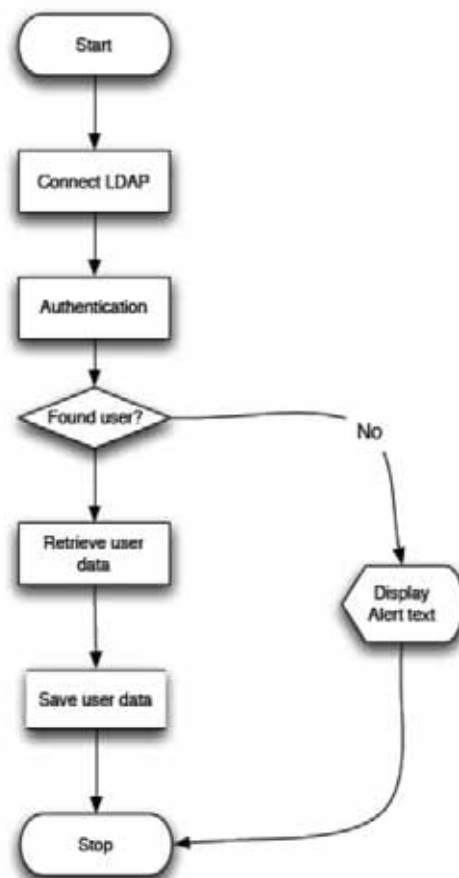 Start
Connect LDAP
Authentication
Found user?
No
Retrieve user
data
Display
Alert text
Save user data
Stop